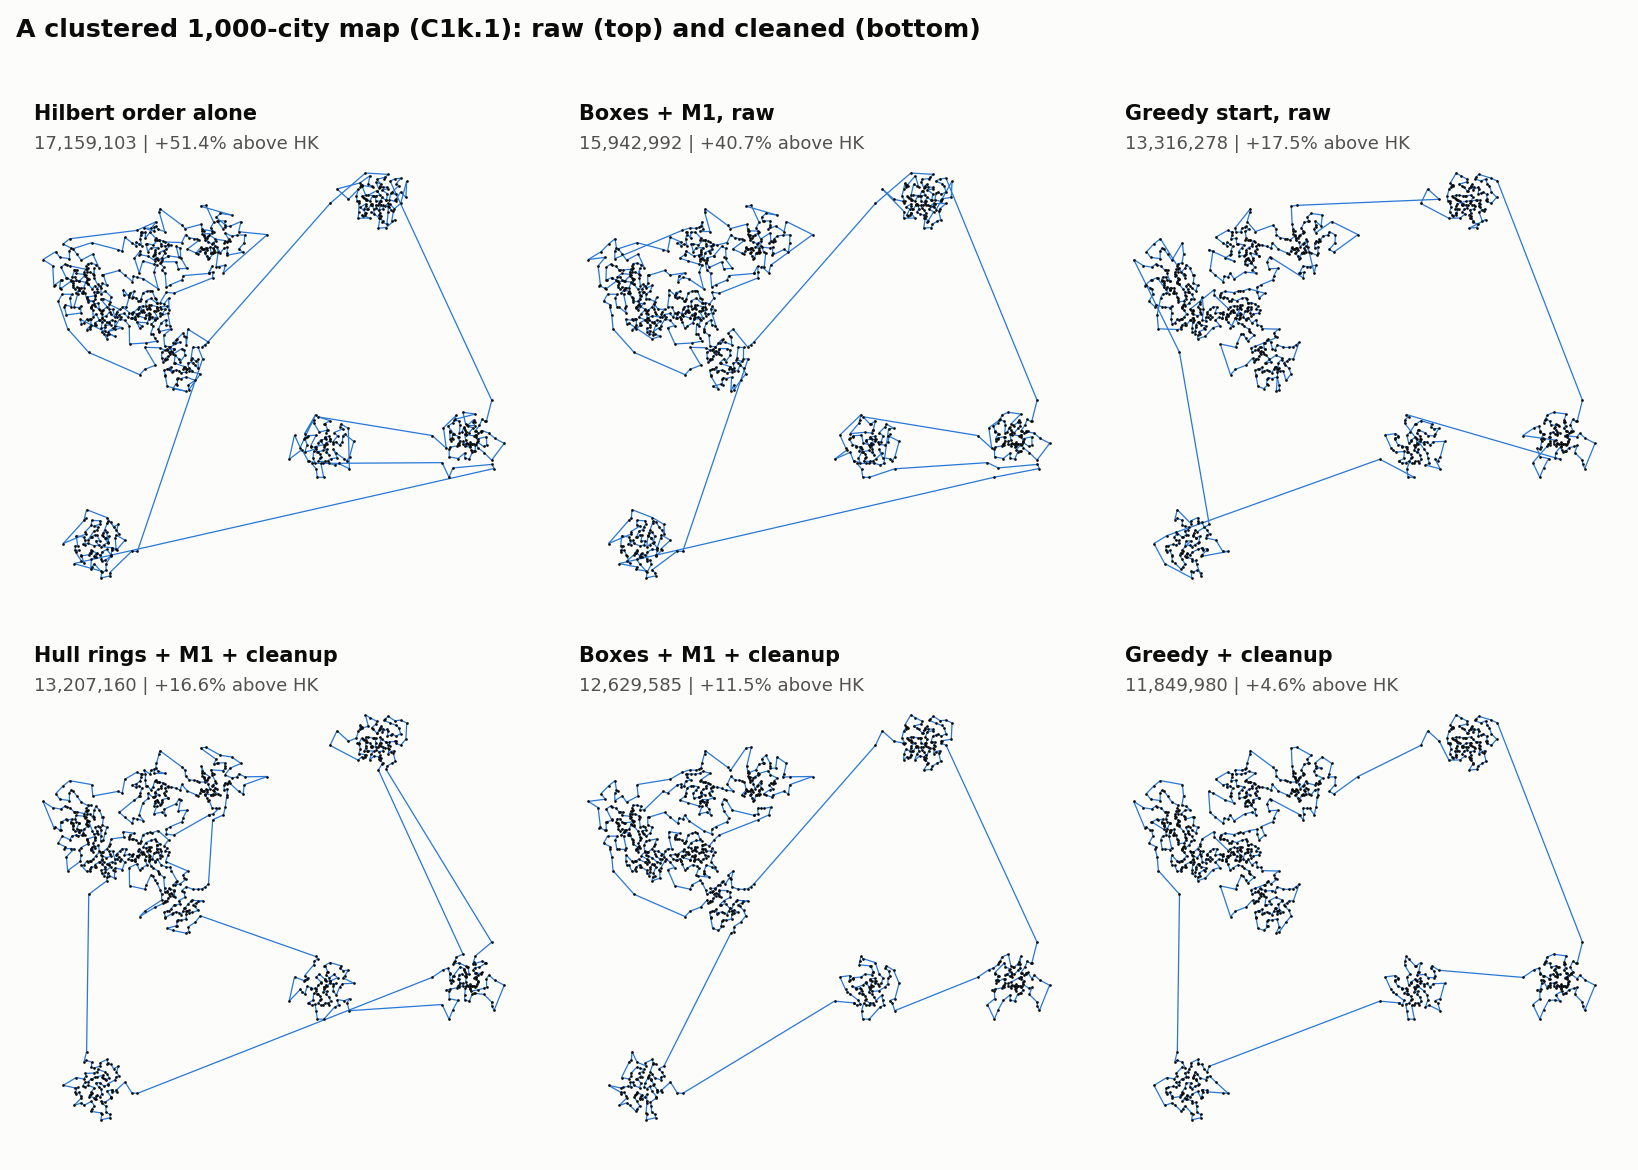 A clustered 1,000-city map (C1k.1): raw (top) and cleaned (bottom)
Hilbert order alone
17,159,103 | +51.4% above HK
Boxes + M1, raw
15,942,992 | +40.7% above HK
Greedy start, raw
13,316,278 | +17.5% above HK
Hull rings + M1 + cleanup
13,207,160 | +16.6% above HK
Boxes + M1 + cleanup
12,629,585 | +11.5% above HK
Greedy + cleanup
11,849,980 | +4.6% above HK